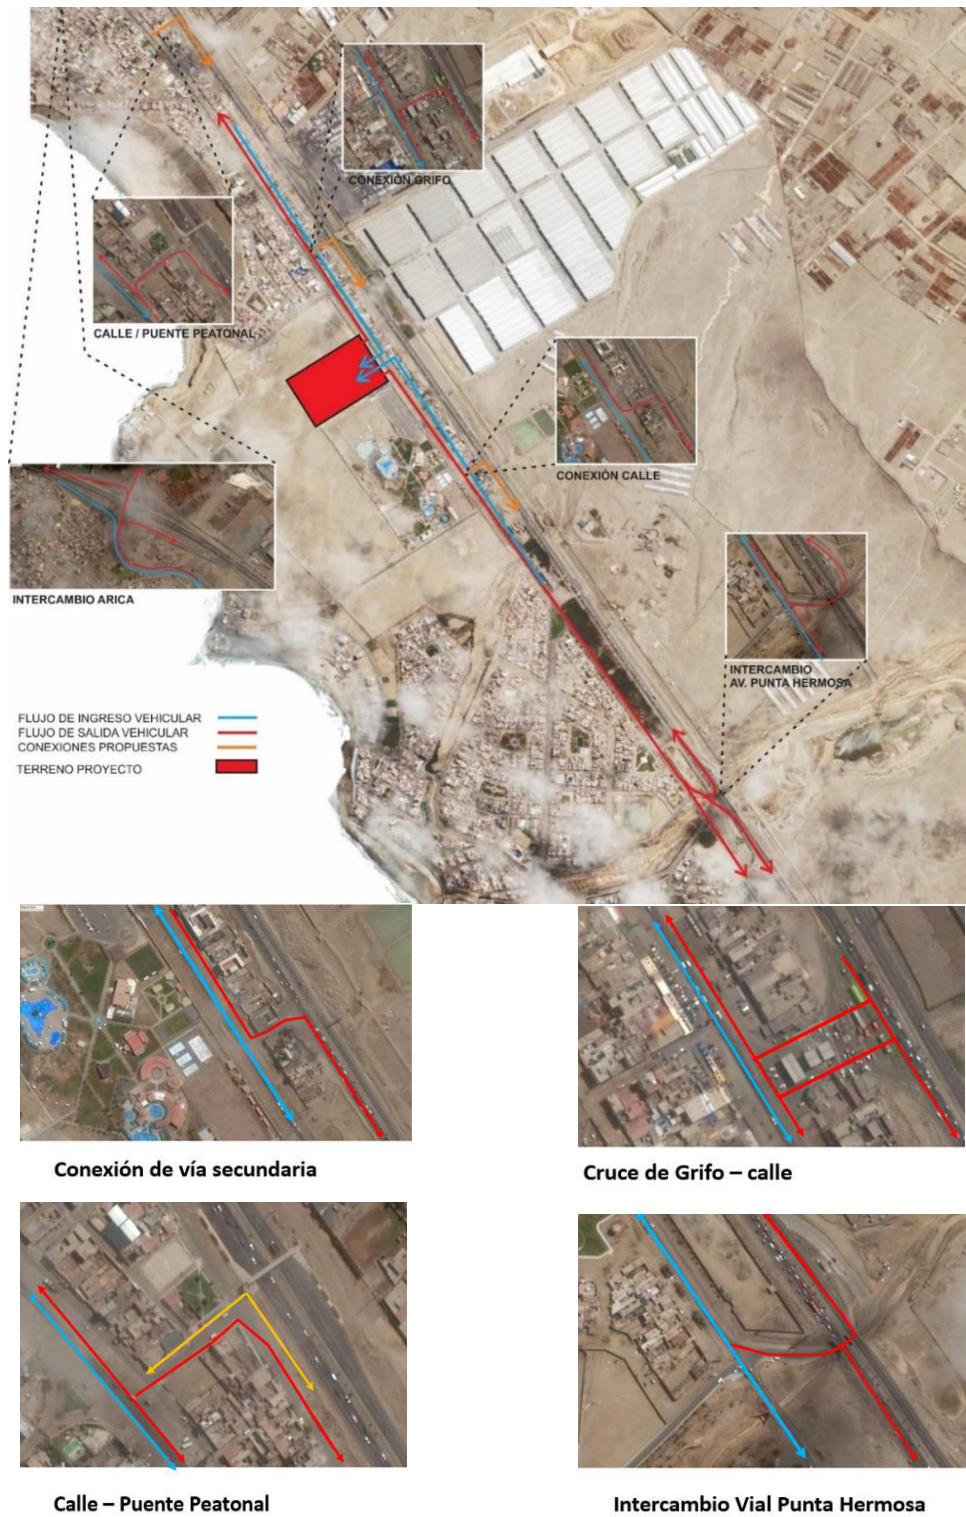 CONEXIÓN GRIFO
CALLE / PUENTE PEATONAL
CONEXIÓN CALLE
INTERCAMBIO ARICA
INTERCAMBIO
AV. PUNTA HERMOSA
FLUJO DE INGRESO VEHICULAR
FLUJO DE SALIDA VEHICULAR
CONEXIONES PROPUESTAS
TERRENO PROYECTO
Conexión de vía secundaria
Cruce de Grifo – calle
Calle – Puente Peatonal
Intercambio Vial Punta Hermosa